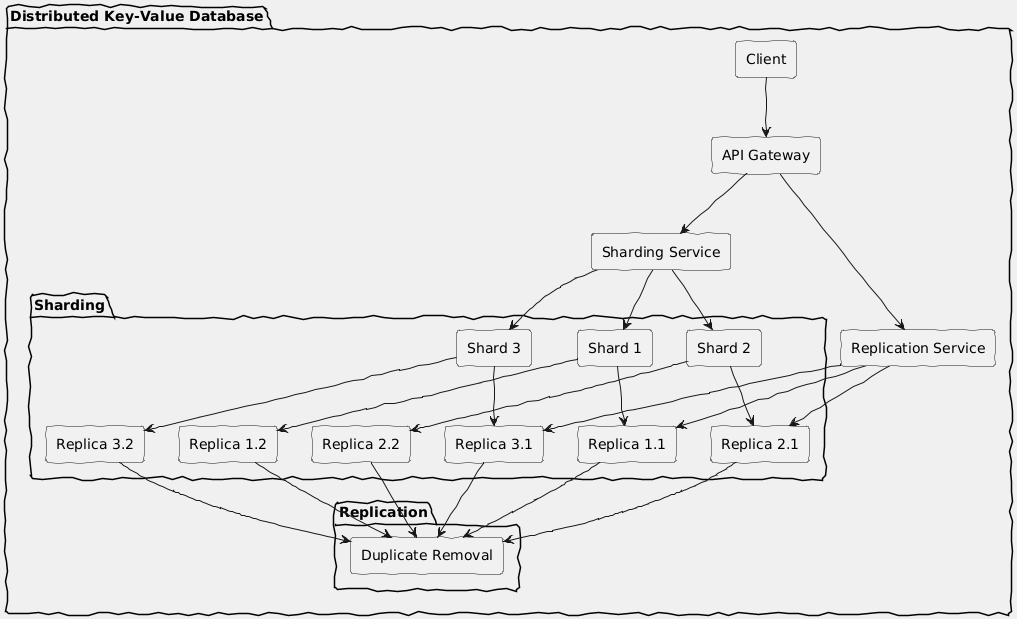 Distributed Key-Value Database
Client
API Gateway
Sharding Service
Sharding
Shard 3
Shard 1
Shard 2
Replication Service
Replica 3.2
Replica 1.2
Replica 2.2
Replica 3.1
Replica 1.1
Replica 2.1
Replication
Duplicate Removal